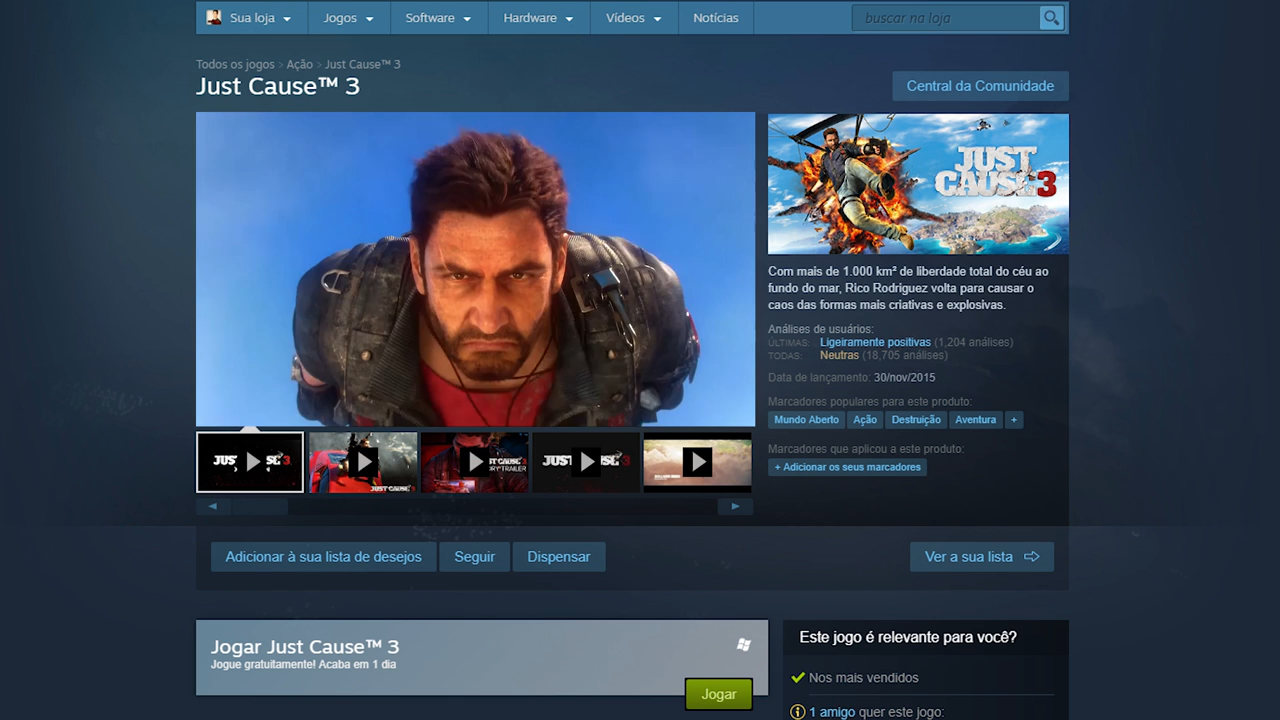 Sua loja
Jogos
Software
Hardware
Vídeos
Notícias
buscar na loja
Todos os jogos > Ação > Just Cause™ 3
Just Cause™ 3
Central da Comunidade
JUST
CAUSE 3
Com mais de 1.000 km² de liberdade total do céu ao
fundo do mar, Rico Rodriguez volta para causar o
caos das formas mais criativas e explosivas.
Análises de usuários:
ÚLTIMAS: Ligeiramente positivas (1,204 análises)
TODAS: Neutras (18,705 análises)
Data de lançamento: 30/nov/2015
Marcadores populares para este produto:
Mundo Aberto
Ação
Destruição
Aventura
+
Marcadores que aplicou a este produto:
+ Adicionar os seus marcadores
Adicionar à sua lista de desejos
Seguir
Dispensar
Ver a sua lista
Jogar Just Cause™ 3
Jogue gratuitamente! Acaba em 1 dia
Jogar
Este jogo é relevante para você?
Nos mais vendidos
1 amigo quer este jogo: